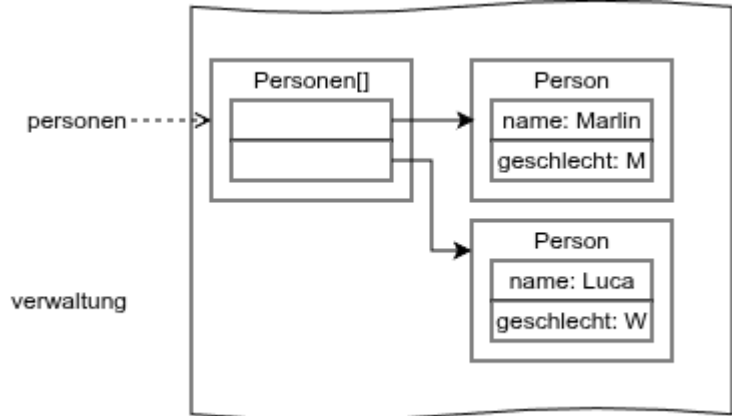 Personen[]
Person
personen
name: Marlin
geschlecht: M
Person
name: Luca
verwaltung
geschlecht: W